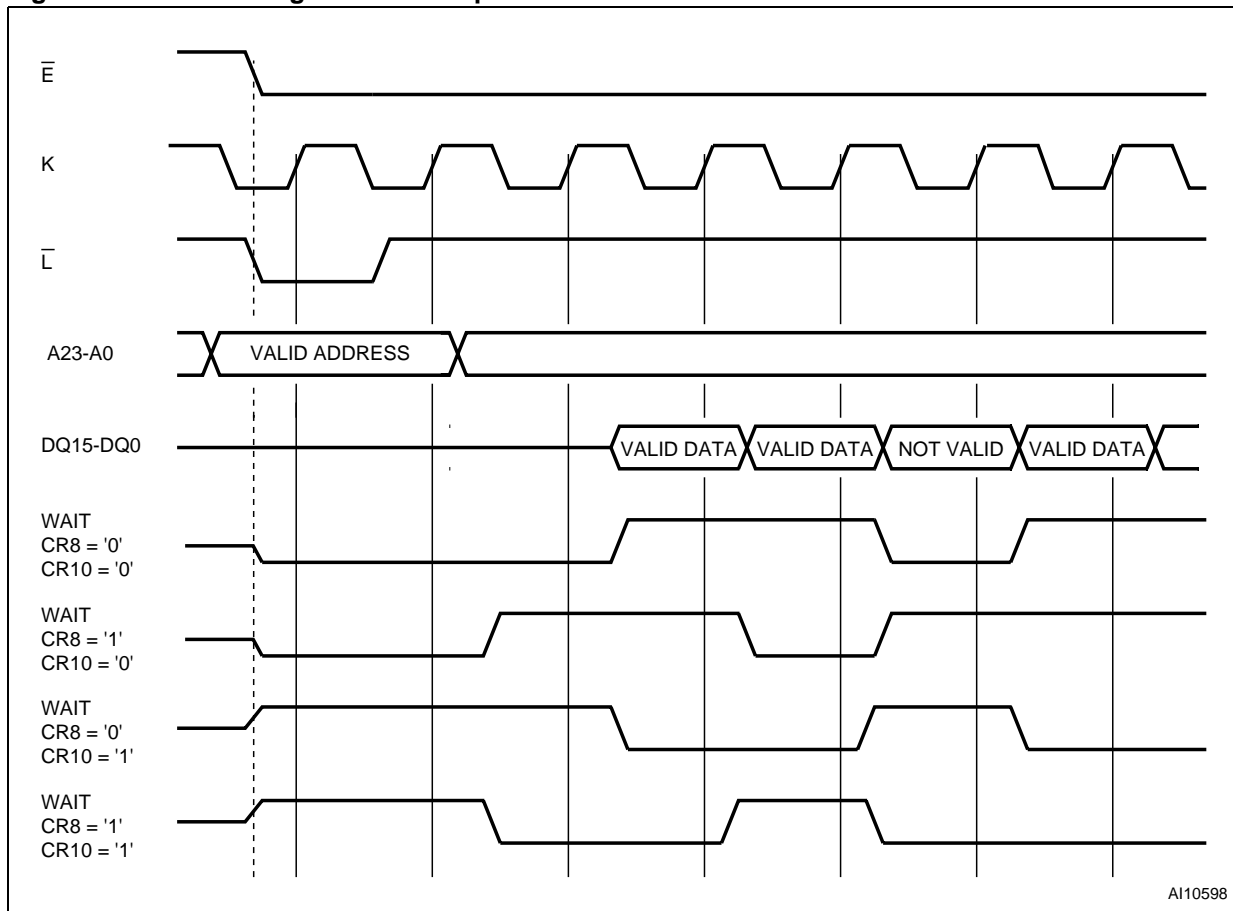 E
K
L
A23-A0
VALID ADDRESS
DQ15-DQ0
VALID DATA
VALID DATA
NOT VALID
VALID DATA
WAIT
CR8 = '0'
CR10 = '0'
WAIT
CR8 = '1'
CR10 = '0'
WAIT
CR8 = '0'
CR10 = '1'
WAIT
CR8 = '1'
CR10 = '1'
AI10598